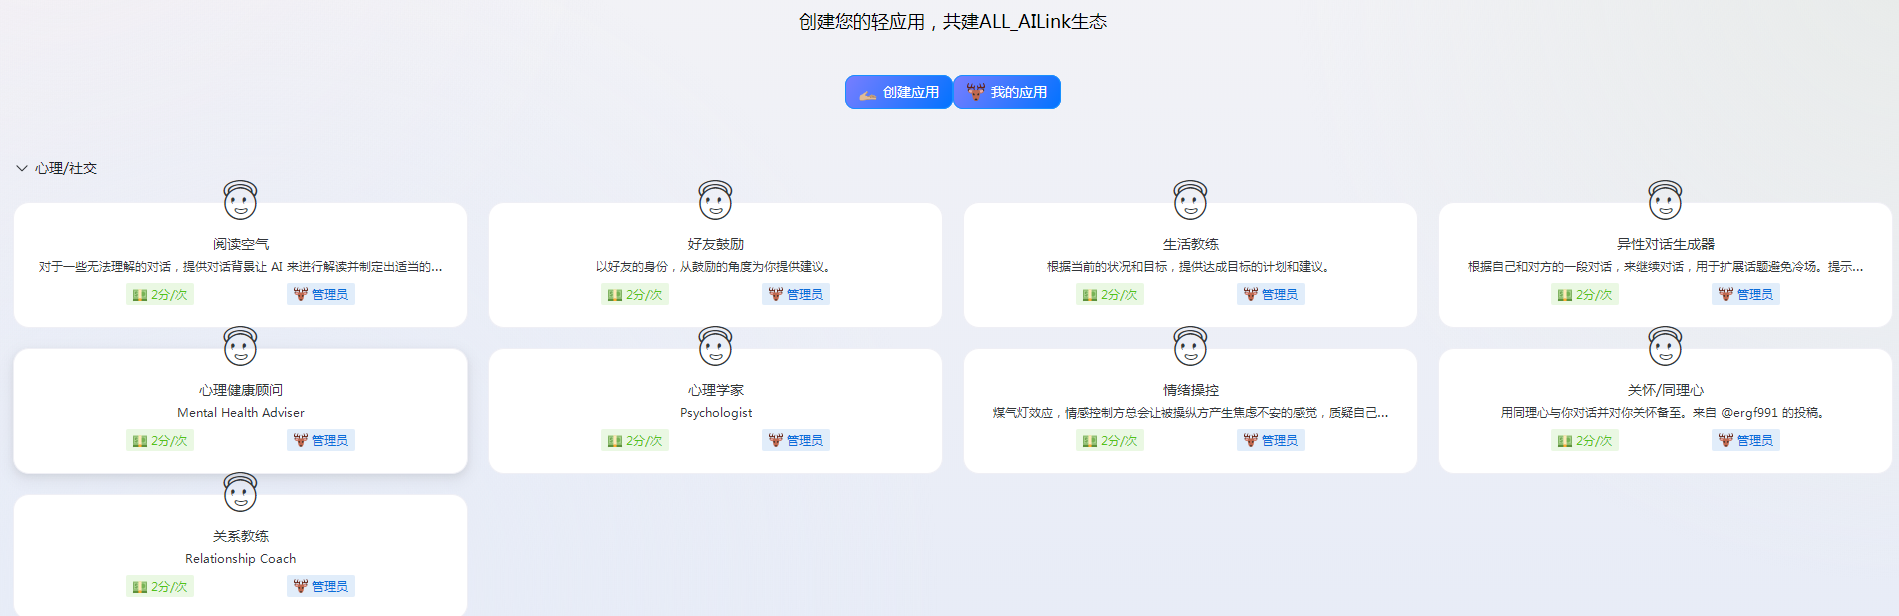 创建您的轻应用，共建ALL_AILink生态
创建应用
我的应用
心理/社交
阅读空气
对于一些无法理解的对话，提供对话背景让 AI 来进行解读并制定出适当的...
2分/次
管理员
好友鼓励
以好友的身份，从鼓励的角度为你提供建议。
2分/次
管理员
生活教练
根据当前的状况和目标，提供达成目标的计划和建议。
2分/次
管理员
异性对话生成器
根据自己和对方的一段对话，来继续对话，用于扩展话题避免冷场。提示...
2分/次
管理员
心理健康顾问
Mental Health Adviser
2分/次
管理员
心理学家
Psychologist
2分/次
管理员
情绪操控
煤气灯效应，情感控制方总会让被操纵方产生焦虑不安的感觉，质疑自己...
2分/次
管理员
关怀/同理心
用同理心与你对话并对你关怀备至。来自 @ergf991 的投稿。
2分/次
管理员
关系教练
Relationship Coach
2分/次
管理员